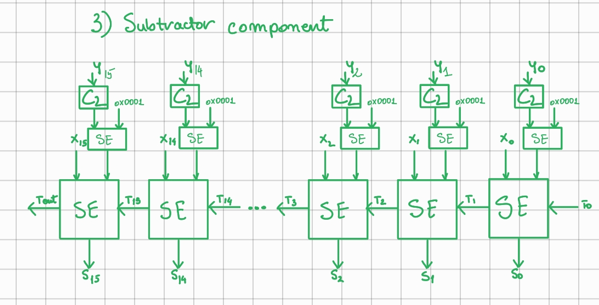 3) Subtractor component
Y15 Y14 Y2 Y1 Y0
C2 C2 C2 C2 C2
0x0001 0x0001 0x0001 0x0001 0x0001
X15 SE X14 SE X2 SE X1 SE X0 SE
Tout SE T15 SE T14 ... T3 SE T2 SE T1 SE T0
S15 S14 S2 S1 S0